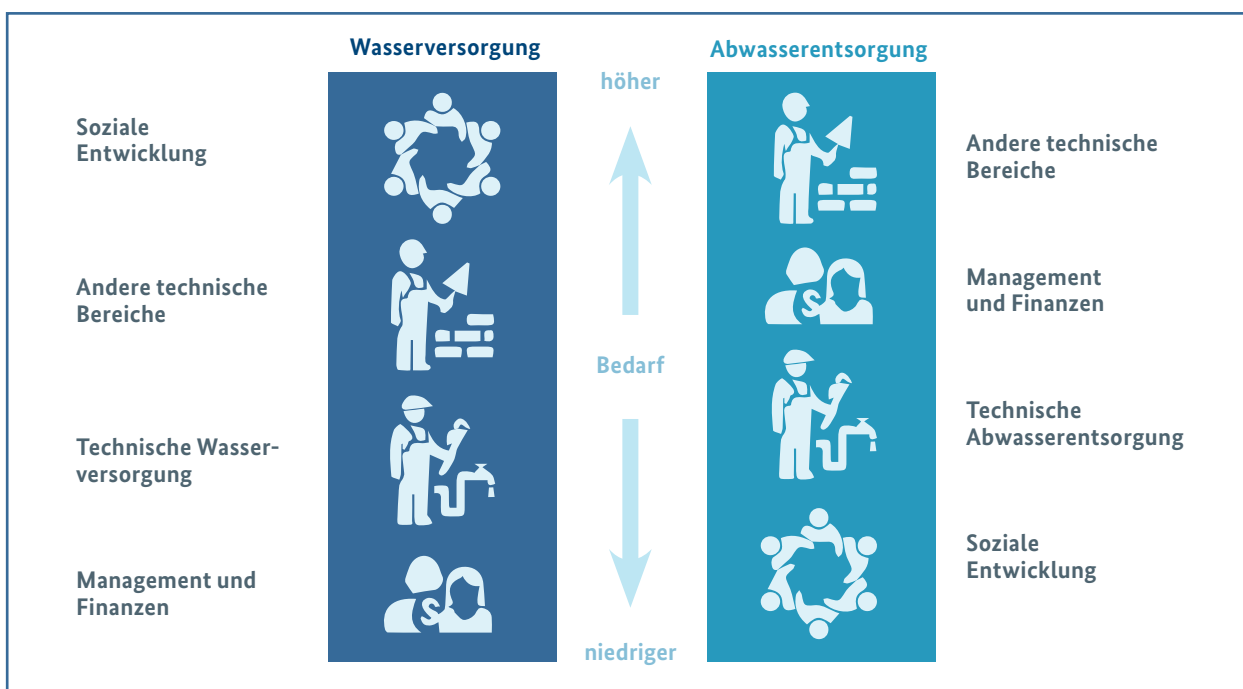 Wasserversorgung
Soziale
Entwicklung
Andere technische
Bereiche
Technische Wasser-
versorgung
Management und
Finanzen
höher
Bedarf
niedriger
Abwasserentsorgung
Andere technische
Bereiche
Management
und Finanzen
Technische
Abwasserentsorgung
Soziale
Entwicklung